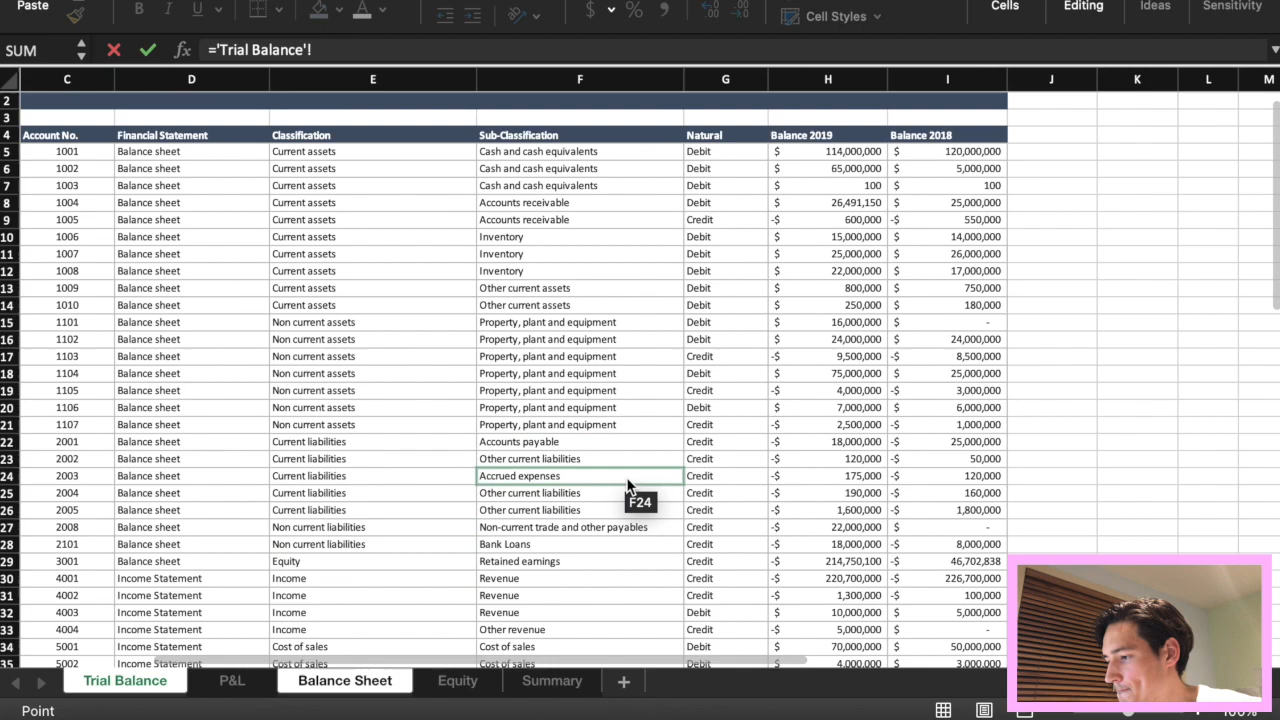 Paste B I U $ % , Cell Styles Cells Editing Ideas Sensitivity
SUM fx ='Trial Balance'!
C D E F G H I J K L M
2
3
4 Account No. Financial Statement Classification Sub-Classification Natural Balance 2019 Balance 2018
5 1001 Balance sheet Current assets Cash and cash equivalents Debit $ 114,000,000 $ 120,000,000
6 1002 Balance sheet Current assets Cash and cash equivalents Debit $ 65,000,000 $ 5,000,000
7 1003 Balance sheet Current assets Cash and cash equivalents Debit $ 100 $ 100
8 1004 Balance sheet Current assets Accounts receivable Debit $ 26,491,150 $ 25,000,000
9 1005 Balance sheet Current assets Accounts receivable Credit -$ 600,000 -$ 550,000
10 1006 Balance sheet Current assets Inventory Debit $ 15,000,000 $ 14,000,000
11 1007 Balance sheet Current assets Inventory Debit $ 25,000,000 $ 26,000,000
12 1008 Balance sheet Current assets Inventory Debit $ 22,000,000 $ 17,000,000
13 1009 Balance sheet Current assets Other current assets Debit $ 800,000 $ 750,000
14 1010 Balance sheet Current assets Other current assets Debit $ 250,000 $ 180,000
15 1101 Balance sheet Non current assets Property, plant and equipment Debit $ 16,000,000 $ -
16 1102 Balance sheet Non current assets Property, plant and equipment Debit $ 24,000,000 $ 24,000,000
17 1103 Balance sheet Non current assets Property, plant and equipment Credit -$ 9,500,000 -$ 8,500,000
18 1104 Balance sheet Non current assets Property, plant and equipment Debit $ 75,000,000 $ 25,000,000
19 1105 Balance sheet Non current assets Property, plant and equipment Credit -$ 4,000,000 -$ 3,000,000
20 1106 Balance sheet Non current assets Property, plant and equipment Debit $ 7,000,000 $ 6,000,000
21 1107 Balance sheet Non current assets Property, plant and equipment Credit -$ 2,500,000 -$ 1,000,000
22 2001 Balance sheet Current liabilities Accounts payable Credit -$ 18,000,000 -$ 25,000,000
23 2002 Balance sheet Current liabilities Other current liabilities Credit -$ 120,000 -$ 50,000
24 2003 Balance sheet Current liabilities Accrued expenses Credit -$ 175,000 -$ 120,000
25 2004 Balance sheet Current liabilities Other current liabilities Credit -$ 190,000 -$ 160,000
F24
26 2005 Balance sheet Current liabilities Other current liabilities Credit -$ 1,600,000 -$ 1,800,000
27 2008 Balance sheet Non current liabilities Non-current trade and other payables Credit -$ 22,000,000 $ -
28 2101 Balance sheet Non current liabilities Bank Loans Credit -$ 18,000,000 -$ 8,000,000
29 3001 Balance sheet Equity Retained earnings Credit -$ 214,750,100 -$ 46,702,838
30 4001 Income Statement Income Revenue Credit -$ 220,700,000 -$ 226,700,000
31 4002 Income Statement Income Revenue Credit -$ 1,300,000 -$ 100,000
32 4003 Income Statement Income Revenue Debit $ 10,000,000 $ 5,000,000
33 4004 Income Statement Income Other revenue Credit -$ 5,000,000 $ -
34 5001 Income Statement Cost of sales Cost of sales Debit $ 70,000,000 $ 50,000,000
35 5002 Income Statement Cost of sales Cost of sales Debit $ 4,000,000 $ 3,000,000
Trial Balance P&L Balance Sheet Equity Summary +
Point 100%